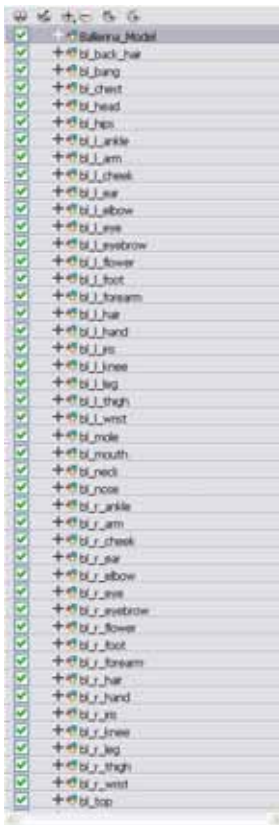 Ballerina_Model
bl_back_hair
bl_bang
bl_chest
bl_head
bl_hips
bl_l_ankle
bl_l_arm
bl_l_cheek
bl_l_ear
bl_l_elbow
bl_l_eye
bl_l_eyebrow
bl_l_flower
bl_l_foot
bl_l_forearm
bl_l_hair
bl_l_hand
bl_l_iris
bl_l_knee
bl_l_leg
bl_l_thigh
bl_l_wrist
bl_mole
bl_mouth
bl_neck
bl_nose
bl_r_ankle
bl_r_arm
bl_r_cheek
bl_r_ear
bl_r_elbow
bl_r_eye
bl_r_eyebrow
bl_r_flower
bl_r_foot
bl_r_forearm
bl_r_hair
bl_r_hand
bl_r_iris
bl_r_knee
bl_r_leg
bl_r_thigh
bl_r_wrist
bl_top